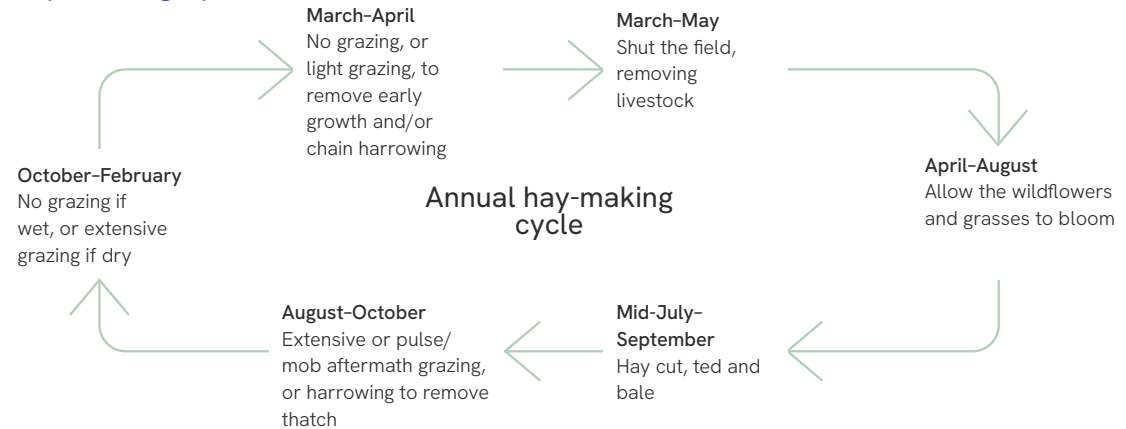 March–April
No grazing, or
light grazing, to
remove early
growth and/or
chain harrowing
March–May
Shut the field,
removing
livestock
April–August
Allow the wildflowers
and grasses to bloom
Mid-July–
September
Hay cut, ted and
bale
August–October
Extensive or pulse/
mob aftermath grazing,
or harrowing to remove
thatch
October–February
No grazing if
wet, or extensive
grazing if dry
Annual hay-making
cycle